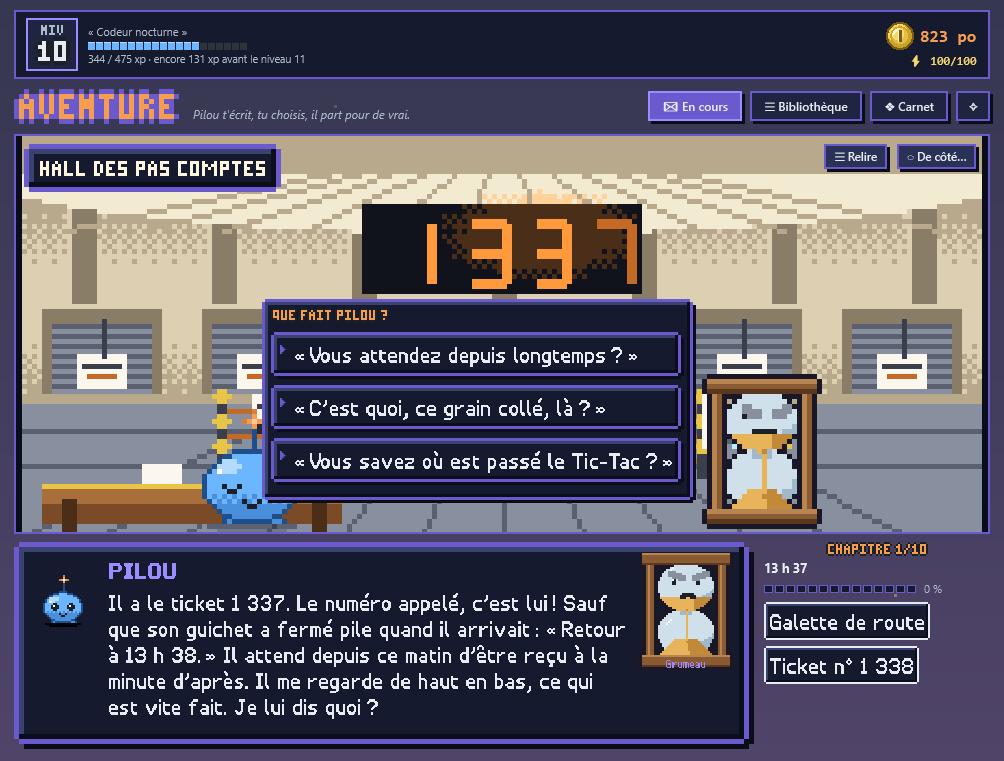 NIV
10
« Codeur nocturne »
344 / 475 xp · encore 131 xp avant le niveau 11
823 po
100/100
AVENTURE
Pilou t'écrit, tu choisis, il part pour de vrai.
En cours
Bibliothèque
Carnet
HALL DES PAS COMPTES
Relire
De côté...
1337
QUE FAIT PILOU ?
« Vous attendez depuis longtemps ? »
« C'est quoi, ce grain collé, là ? »
« Vous savez où est passé le Tic-Tac ? »
PILOU
Il a le ticket 1 337. Le numéro appelé, c'est lui ! Sauf
que son guichet a fermé pile quand il arrivait : « Retour
à 13 h 38. » Il attend depuis ce matin d'être reçu à la
minute d'après. Il me regarde de haut en bas, ce qui
est vite fait. Je lui dis quoi ?
Grumeau
CHAPITRE 1/10
13 h 37
0 %
Galette de route
Ticket n° 1 338